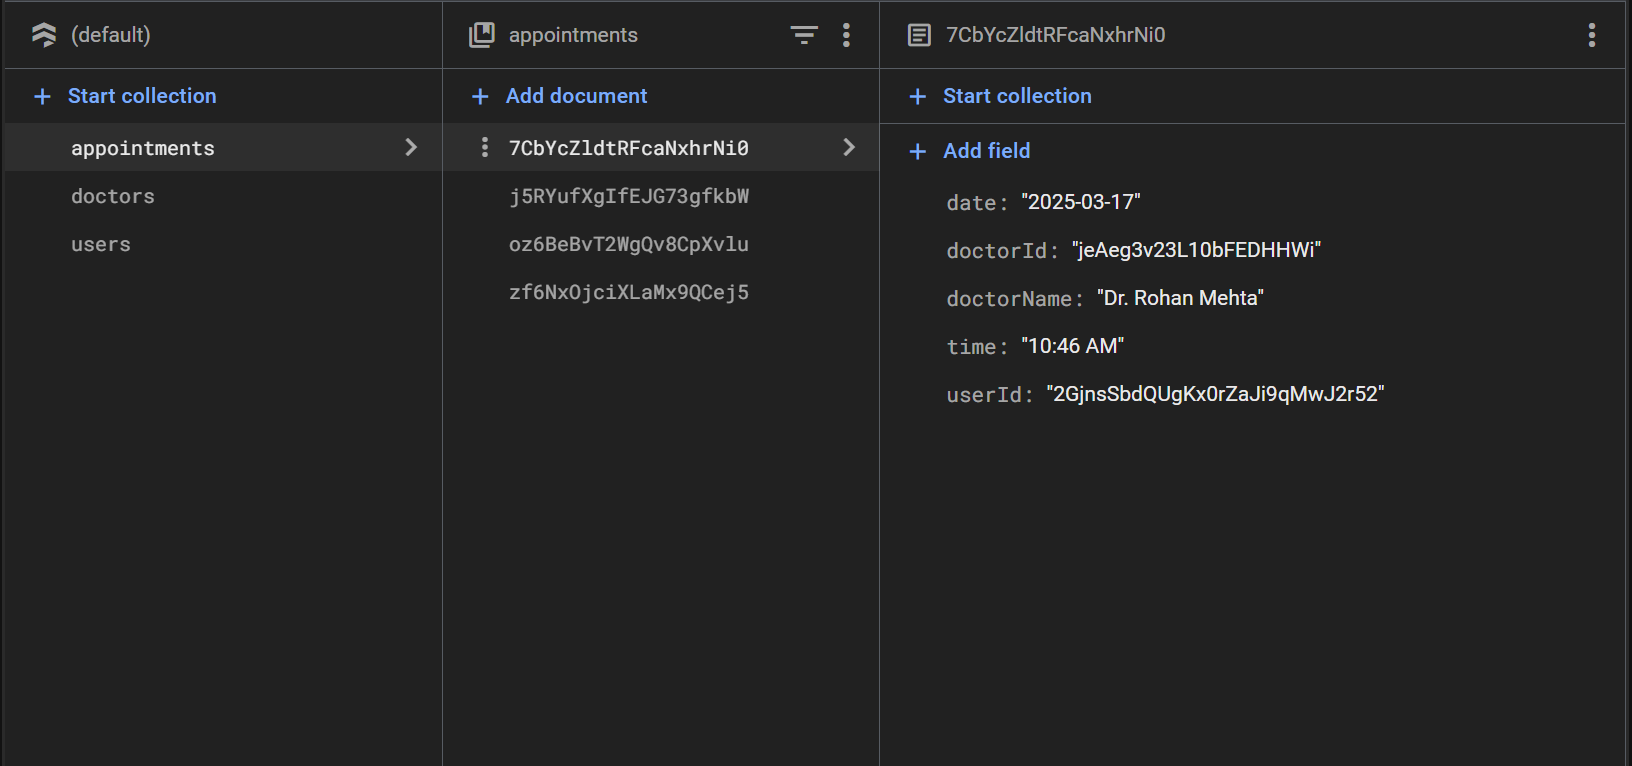 (default)
Start collection
appointments
doctors
users
appointments
Add document
7CbYcZldtRFcaNxhrNi0
j5RYufXgIfEJG73gfkbW
oz6BeBvT2WgQv8CpXvlu
zf6NxOjciXLaMx9QCej5
7CbYcZldtRFcaNxhrNi0
Start collection
Add field
date: "2025-03-17"
doctorId: "jeAeg3v23L10bFEDHHWi"
doctorName: "Dr. Rohan Mehta"
time: "10:46 AM"
userId: "2GjnsSbdQUgKx0rZaJi9qMwJ2r52"